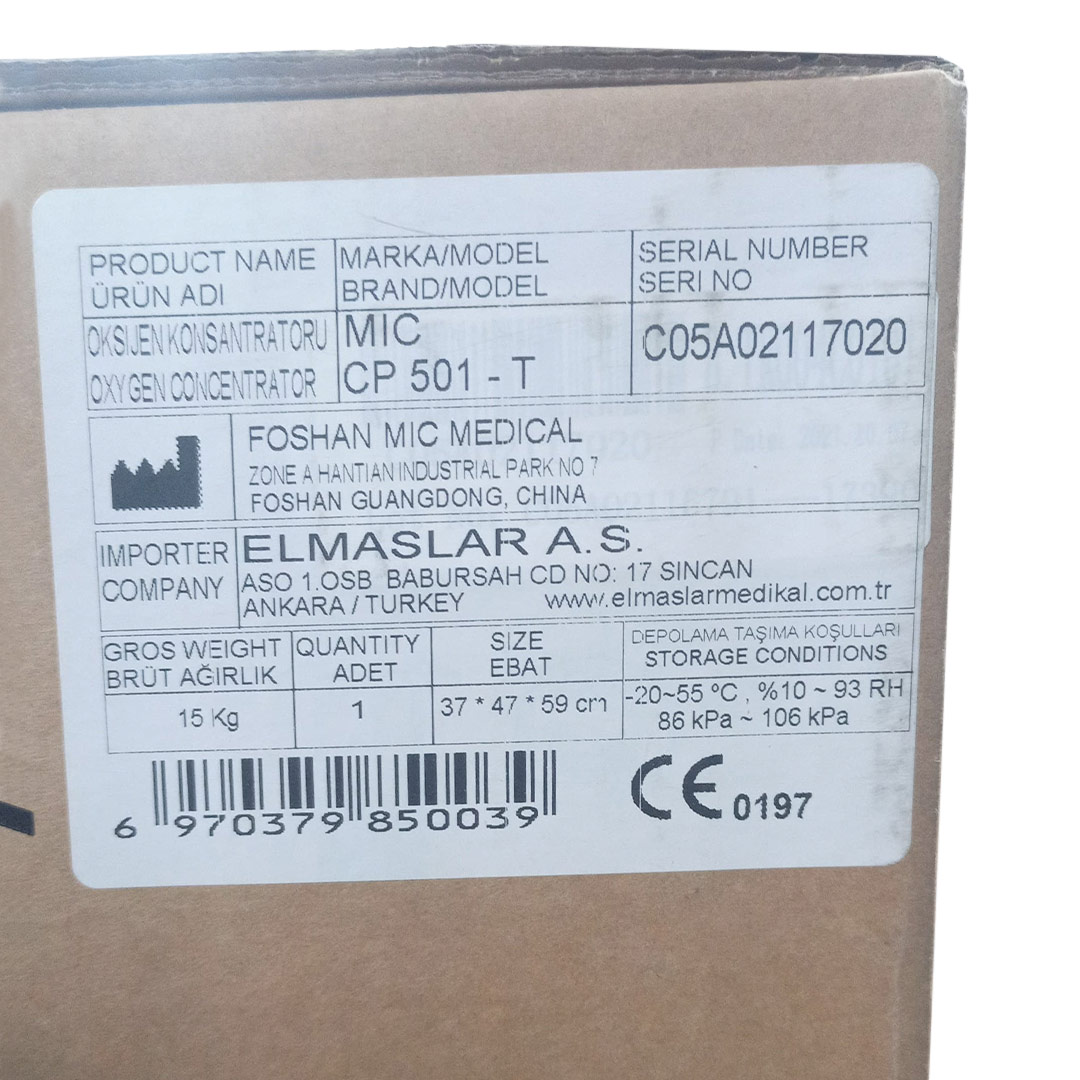 PRODUCT NAME
ÜRÜN ADI
MARKA/MODEL
BRAND/MODEL
SERIAL NUMBER
SERI NO
OKSIJEN KONSANTRATORU
OXYGEN CONCENTRATOR
MIC
CP 501 - T
C05A02117020
FOSHAN MIC MEDICAL
ZONE A HANTIAN INDUSTRIAL PARK NO 7
FOSHAN GUANGDONG, CHINA
IMPORTER
COMPANY
ELMASLAR A.S.
ASO 1.OSB BABURSAH CD NO: 17 SINCAN
ANKARA / TURKEY www.elmaslarmedikal.com.tr
GROS WEIGHT
BRÜT AĞIRLIK
QUANTITY
ADET
SIZE
EBAT
DEPOLAMA TAŞIMA KOŞULLARI
STORAGE CONDITIONS
15 Kg
1
37 * 47 * 59 cm
-20~55 ºC , %10 ~ 93 RH
86 kPa ~ 106 kPa
6 970379 850039
CE 0197